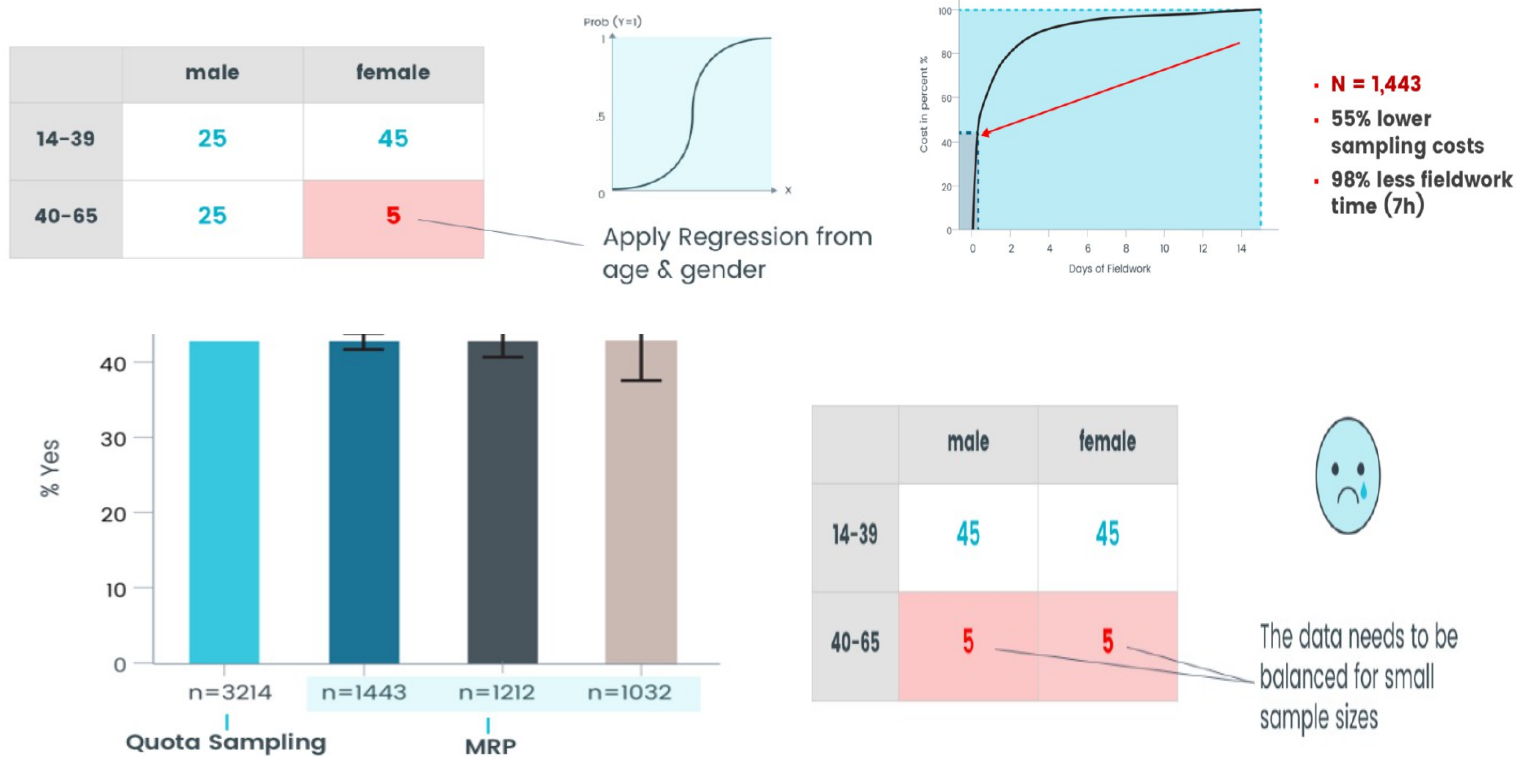 male female
14-39 25 45
40-65 25 5
Prob (Y=1)
1
.5
0
X
Apply Regression from
age & gender
Cost in percent %
100
80
60
40
20
0
0 2 4 6 8 10 12 14
Days of Fieldwork
N = 1,443
55% lower
sampling costs
98% less fieldwork
time (7h)
% Yes
40
30
20
10
0
n=3214 n=1443 n=1212 n=1032
Quota Sampling MRP
male female
14-39 45 45
40-65 5 5
The data needs to be
balanced for small
sample sizes